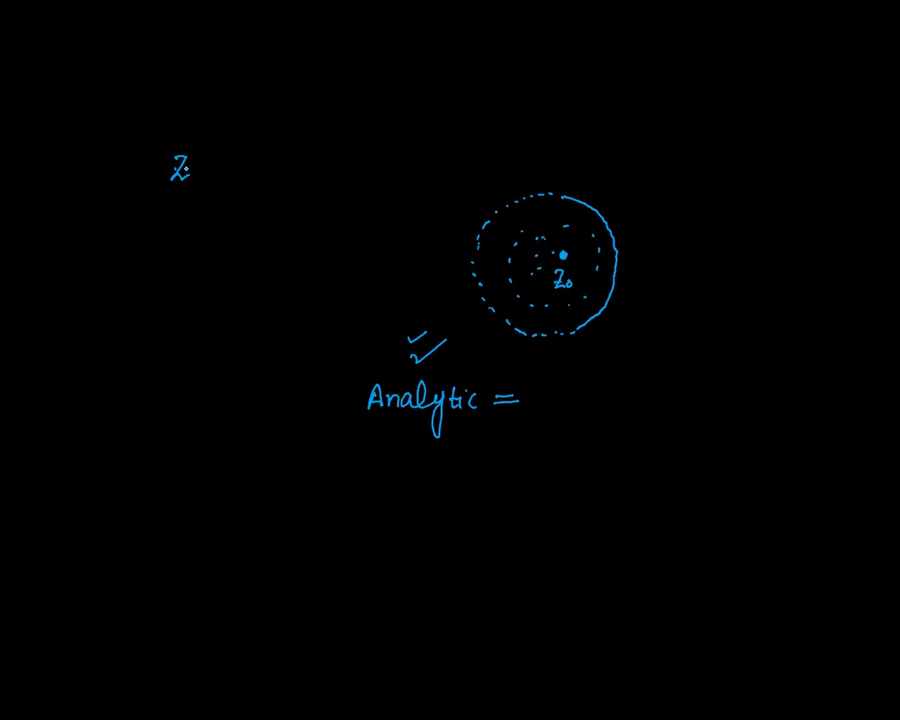 Z
Z₀
Analytic =